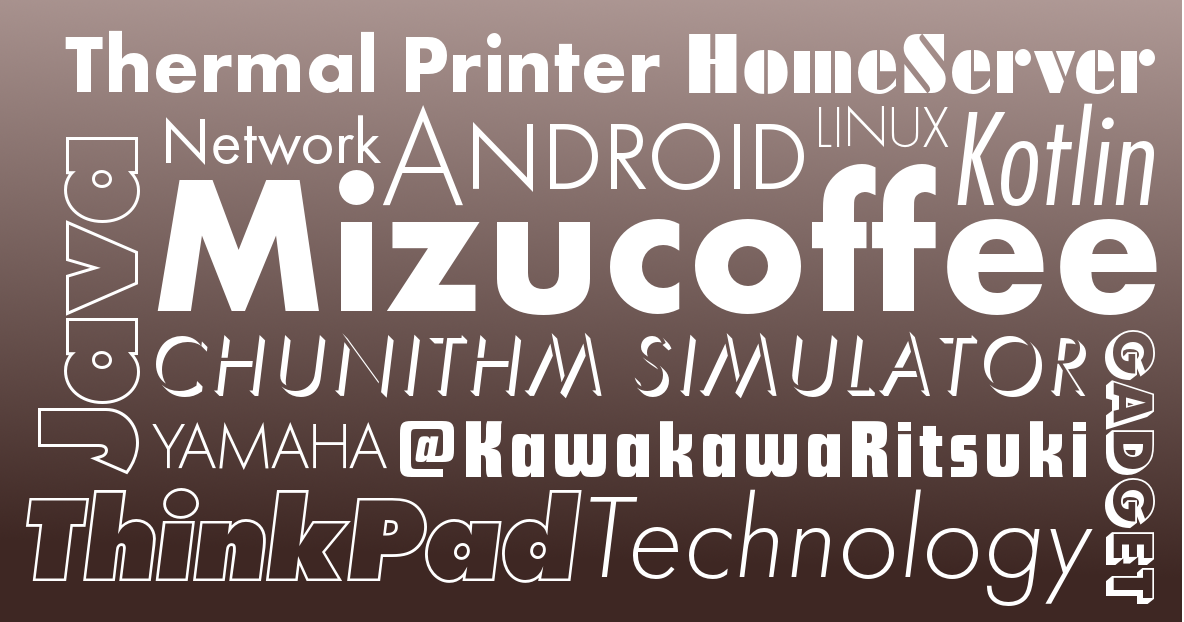 Thermal Printer HomeServer
Network ANDROID LINUX Kotlin
Java
Mizucoffee
CHUNITHM SIMULATOR
GADGET
YAMAHA @KawakawaRitsuki
ThinkPad Technology